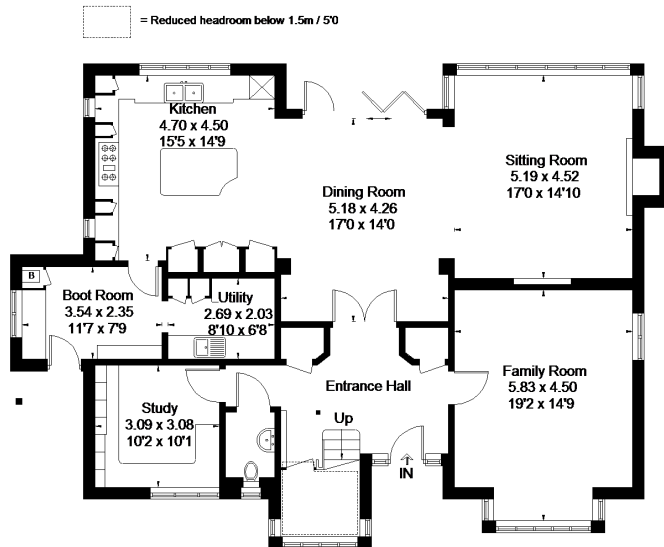 = Reduced headroom below 1.5m / 5'0
Kitchen
4.70 x 4.50
15'5 x 14'9
Sitting Room
5.19 x 4.52
17'0 x 14'10
Dining Room
5.18 x 4.26
17'0 x 14'0
B
Boot Room
3.54 x 2.35
11'7 x 7'9
Utility
2.69 x 2.03
8'10 x 6'8
Family Room
5.83 x 4.50
19'2 x 14'9
Entrance Hall
Study
3.09 x 3.08
10'2 x 10'1
Up
IN